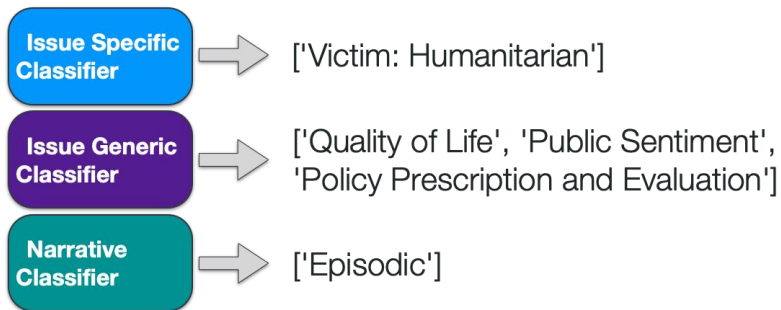 Issue Specific
Classifier
['Victim: Humanitarian']
Issue Generic
Classifier
['Quality of Life', 'Public Sentiment',
'Policy Prescription and Evaluation']
Narrative
Classifier
['Episodic']